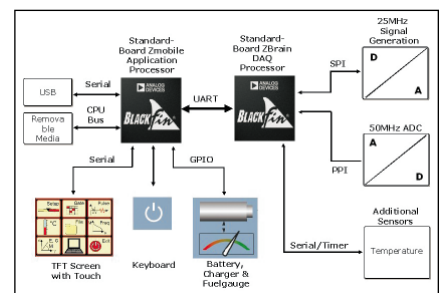 Standard-
Board Zmobile
Application
Processor
Standard-
Board ZBrain
DAQ
Processor
25MHz
Signal
Generation
USB
Serial
CPU
Bus
Remova
ble
Media
ANALOG
DEVICES
BLACKfin
UART
ANALOG
DEVICES
BLACKfin
SPI
D
A
50MHz ADC
A
D
PPI
Serial
GPIO
TFT Screen
with Touch
Keyboard
Battery,
Charger &
Fuelgauge
Serial/Timer
Additional
Sensors
Temperature